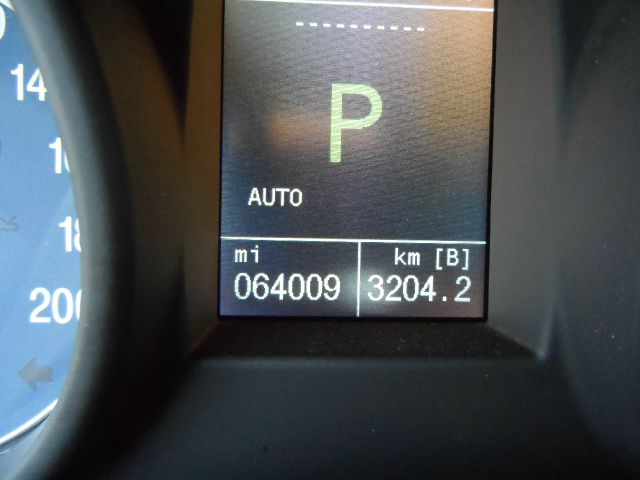 ----------
P
AUTO
mi km [B]
064009 3204.2
14
200